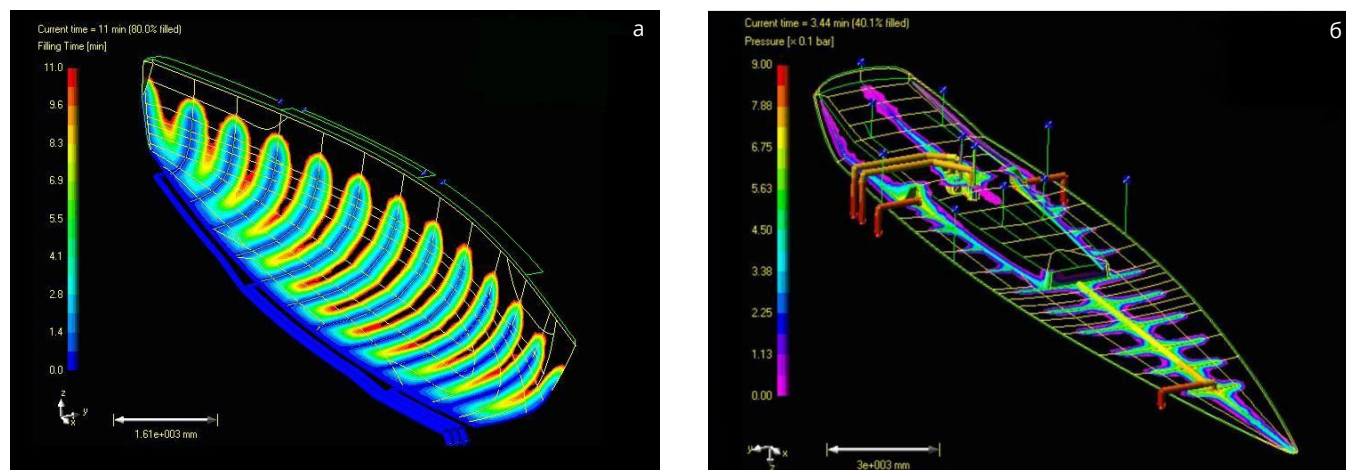 Current time = 11 min (80.0% filled)
Filling Time [min]
а
11.0
9.6
8.3
6.9
5.5
4.1
2.8
1.4
0.0
z
y
x
1.61e+003 mm
Current time = 3.44 min (40.1% filled)
Pressure [× 0.1 bar]
б
9.00
7.88
6.75
5.63
4.50
3.38
2.25
1.13
0.00
y
x
z
3e+003 mm